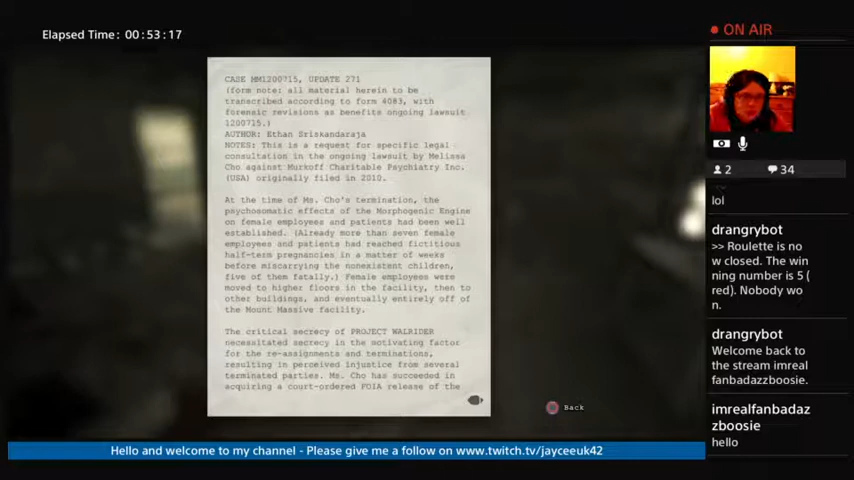 Elapsed Time: 00:53:17
CASE MM1200715, UPDATE 271
(form note: all material herein to be
transcribed according to form 4083, with
forensic revisions as benefits ongoing lawsuit
1200715.)
AUTHOR: Ethan Sriskandaraja
NOTES: This is a request for specific legal
consultation in the ongoing lawsuit by Melissa
Cho against Murkoff Charitable Psychiatry Inc.
(USA) originally filed in 2010.
At the time of Ms. Cho's termination, the
psychosomatic effects of the Morphogenic Engine
on female employees and patients had been well
established. (Already more than seven female
employees and patients had reached fictitious
half-term pregnancies in a matter of weeks
before miscarrying the nonexistent children,
five of them fatally.) Female employees were
moved to higher floors in the facility, then to
other buildings, and eventually entirely off of
the Mount Massive facility.
The critical secrecy of PROJECT WALRIDER
necessitated secrecy in the motivating factor
for the re-assignments and terminations,
resulting in perceived injustice from several
terminated parties. Ms. Cho has succeeded in
acquiring a court-ordered FOIA release of the
Back
ON AIR
2
34
lol
drangrybot
>> Roulette is no
w closed. The win
ning number is 5 (
red). Nobody wo
n.
drangrybot
Welcome back to
the stream imreal
fanbadazzboosie.
imrealfanbadaz
zboosie
hello
Hello and welcome to my channel - Please give me a follow on www.twitch.tv/jayceeuk42